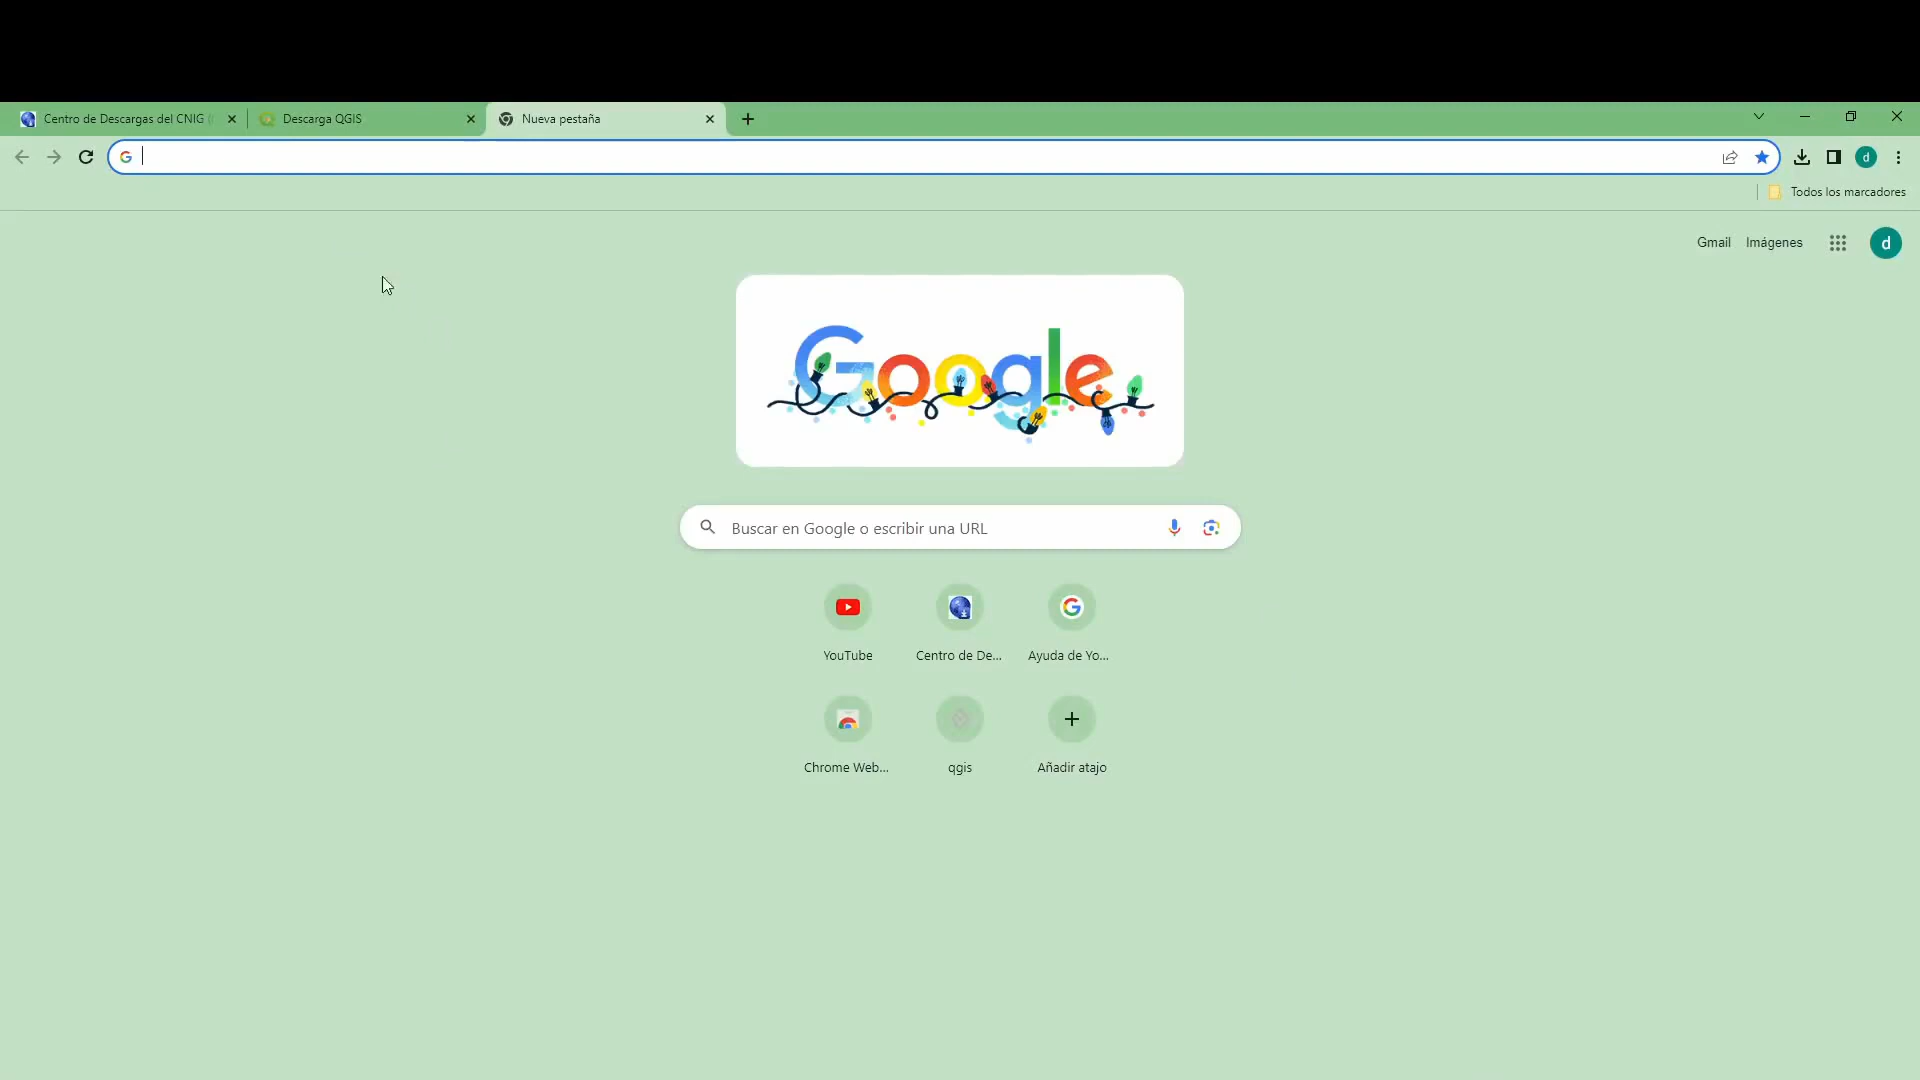 Centro de Descargas del CNIG
Descarga QGIS
Nueva pestaña
Todos los marcadores
Gmail
Imágenes
d
d
Google
Buscar en Google o escribir una URL
YouTube
Centro de De...
Ayuda de Yo...
Chrome Web...
qgis
Añadir atajo